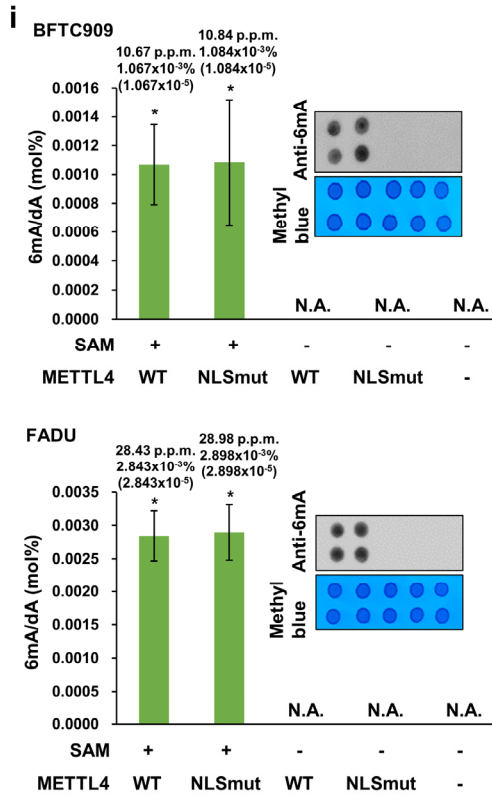 i
BFTC909
10.67 p.p.m.
1.067x10-3%
(1.067x10-5)
10.84 p.p.m.
1.084x10-3%
(1.084x10-5)
*
*
6mA/dA (mol%)
0.0016
0.0014
0.0012
0.0010
0.0008
0.0006
0.0004
0.0002
0.0000
Anti-6mA
Methyl
blue
N.A. N.A. N.A.
SAM + + - - -
METTL4 WT NLSmut WT NLSmut -
FADU
28.43 p.p.m.
2.843x10-3%
(2.843x10-5)
28.98 p.p.m.
2.898x10-3%
(2.898x10-5)
*
*
6mA/dA (mol%)
0.0035
0.0030
0.0025
0.0020
0.0015
0.0010
0.0005
0.0000
Anti-6mA
Methyl
blue
N.A. N.A. N.A.
SAM + + - - -
METTL4 WT NLSmut WT NLSmut -